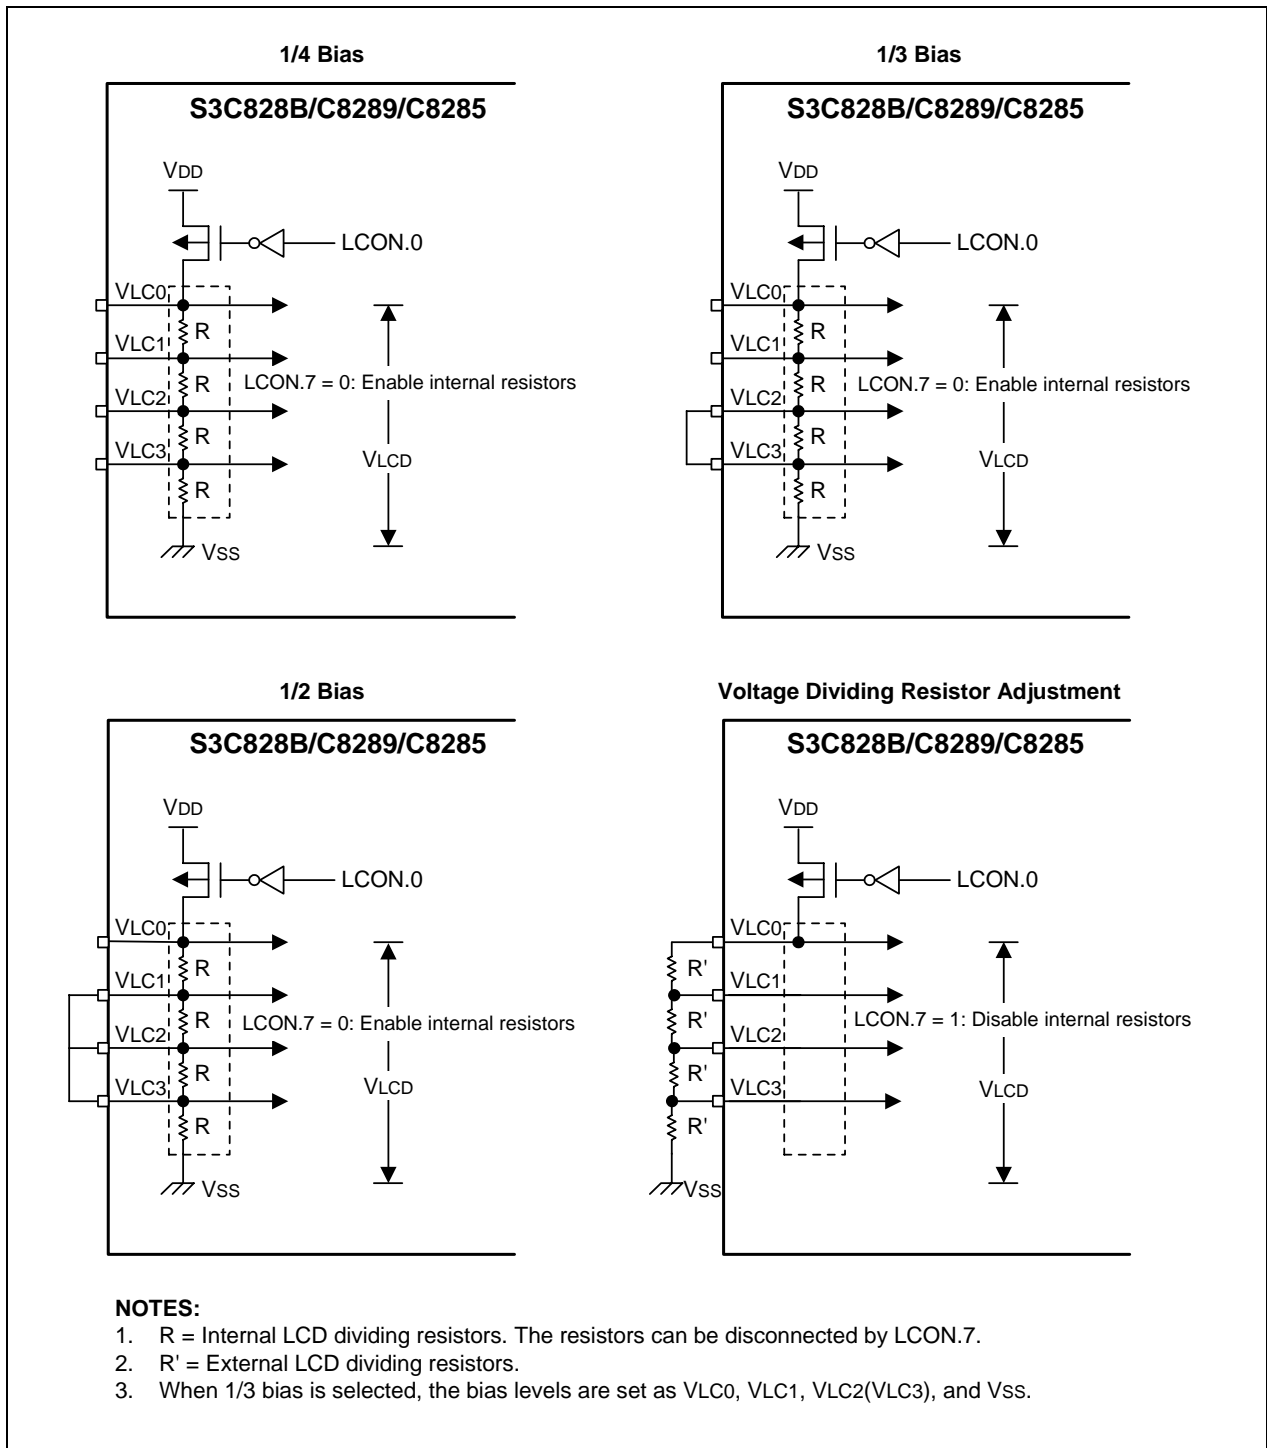 1/4 Bias
S3C828B/C8289/C8285
VDD
LCON.0
VLC0
R
VLC1
R
LCON.7 = 0: Enable internal resistors
VLC2
R
VLC3
VLCD
R
VSS
1/3 Bias
S3C828B/C8289/C8285
VDD
LCON.0
VLC0
R
VLC1
R
LCON.7 = 0: Enable internal resistors
VLC2
R
VLC3
VLCD
R
VSS
1/2 Bias
S3C828B/C8289/C8285
VDD
LCON.0
VLC0
R
VLC1
R
LCON.7 = 0: Enable internal resistors
VLC2
R
VLC3
VLCD
R
VSS
Voltage Dividing Resistor Adjustment
S3C828B/C8289/C8285
VDD
LCON.0
VLC0
R'
VLC1
R'
LCON.7 = 1: Disable internal resistors
VLC2
R'
VLC3
VLCD
R'
VSS
NOTES:
1. R = Internal LCD dividing resistors. The resistors can be disconnected by LCON.7.
2. R' = External LCD dividing resistors.
3. When 1/3 bias is selected, the bias levels are set as VLC0, VLC1, VLC2(VLC3), and VSS.